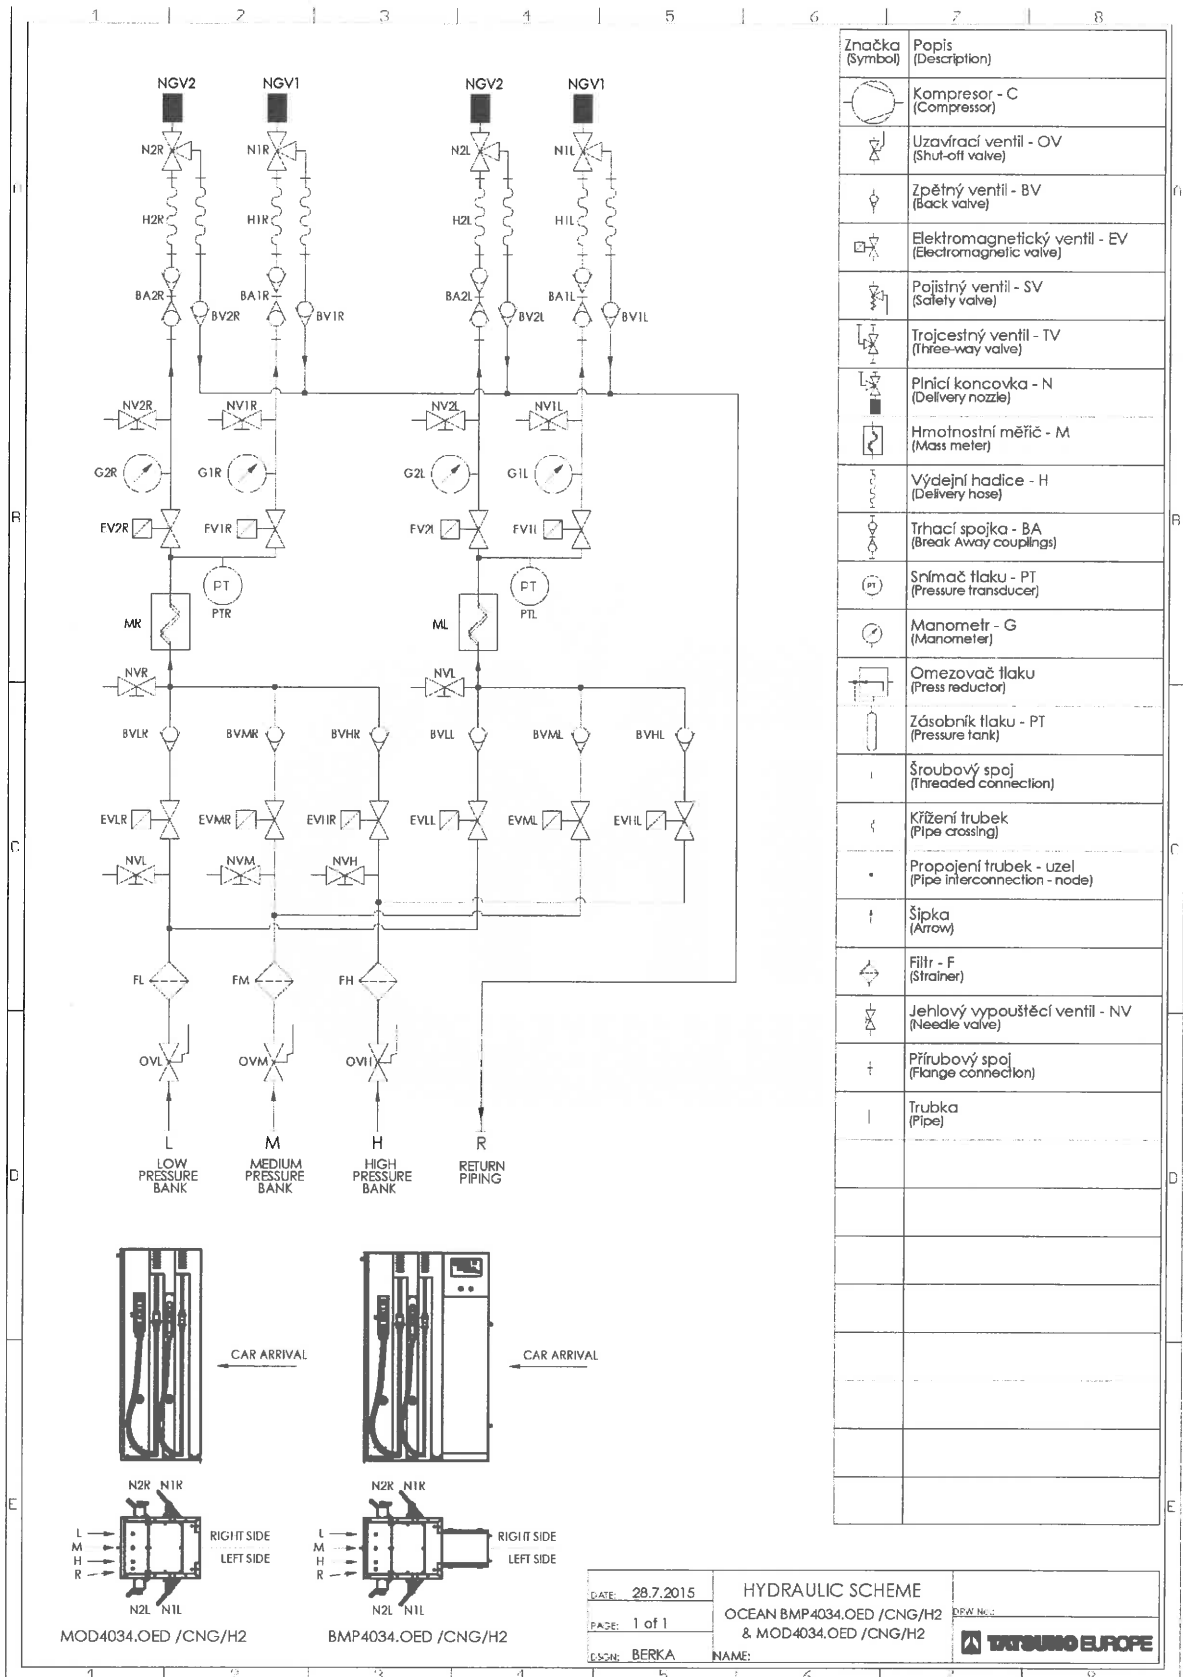 1 2 3 4 5 6 7 8
NGV2 NGV1 NGV2 NGV1
N2R N1R N2L N1L
H2R H1R H2L H1L
BA2R BA1R BA2L BA1L
BV2R BV1R BV2L BV1L
NV2R NV1R NV2L NV1L
G2R G1R G2L G1L
EV2R EV1R EV2L EV1L
PT PT
PTR PTL
MR ML
NVR NVL
BVLR BVMR BVHR BVLL BVML BVHL
EVLR EVMR EVHR EVLL EVML EVHL
NVL NVM NVH
FL FM FH
OVL OVM OVH
L M H R
LOW PRESSURE BANK
MEDIUM PRESSURE BANK
HIGH PRESSURE BANK
RETURN PIPING
Značka (Symbol)
Popis (Description)
Kompresor - C
(Compressor)
Uzavírací ventil - OV
(Shut-off valve)
Zpětný ventil - BV
(Back valve)
Elektromagnetický ventil - EV
(Electromagnetic valve)
Pojistný ventil - SV
(Safety valve)
Trojcestný ventil - TV
(Three-way valve)
Plnicí koncovka - N
(Delivery nozzle)
Hmotnostní měřič - M
(Mass meter)
Výdejní hadice - H
(Delivery hose)
Trhací spojka - BA
(Break Away couplings)
PT
Snímač tlaku - PT
(Pressure transducer)
Manometr - G
(Manometer)
Omezovač tlaku
(Press reductor)
Zásobník tlaku - PT
(Pressure tank)
Šroubový spoj
(Threaded connection)
Křížení trubek
(Pipe crossing)
Propojení trubek - uzel
(Pipe interconnection - node)
Šipka
(Arrow)
Filtr - F
(Strainer)
Jehlový vypouštěcí ventil - NV
(Needle valve)
Přírubový spoj
(Flange connection)
Trubka
(Pipe)
CAR ARRIVAL
CAR ARRIVAL
N2R N1R
L
M
H
R
RIGHT SIDE
LEFT SIDE
N2L N1L
MOD4034.OED /CNG/H2
N2R N1R
L
M
H
R
RIGHT SIDE
LEFT SIDE
N2L N1L
BMP4034.OED /CNG/H2
DATE: 28.7.2015
PAGE: 1 of 1
DSGN: BERKA
HYDRAULIC SCHEME
OCEAN BMP4034.OED /CNG/H2
& MOD4034.OED /CNG/H2
NAME:
DRW No.:
TATSUNO EUROPE
A B C D E
A B C D E
1 2 3 4 5 6 7 8